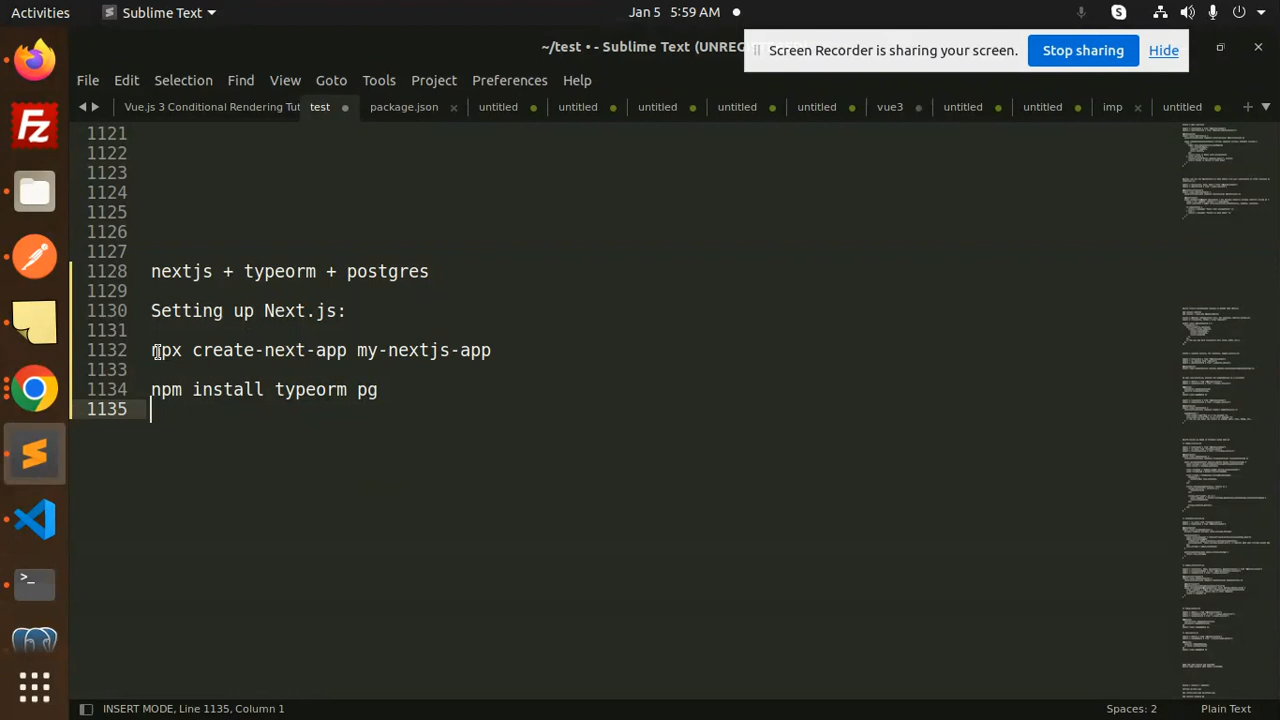 Activities
Sublime Text
Jan 5 5:59 AM
~/test • - Sublime Text (UNREG
Screen Recorder is sharing your screen.
Stop sharing
Hide
File Edit Selection Find View Goto Tools Project Preferences Help
Vue.js 3 Conditional Rendering Tut
test
package.json
untitled
untitled
untitled
untitled
untitled
vue3
untitled
untitled
imp
untitled
1121
1122
1123
1124
1125
1126
1127
1128 nextjs + typeorm + postgres
1129
1130 Setting up Next.js:
1131
1132 npx create-next-app my-nextjs-app
1133
1134 npm install typeorm pg
1135
INSERT MODE, Line 1135, Column 1
Spaces: 2
Plain Text